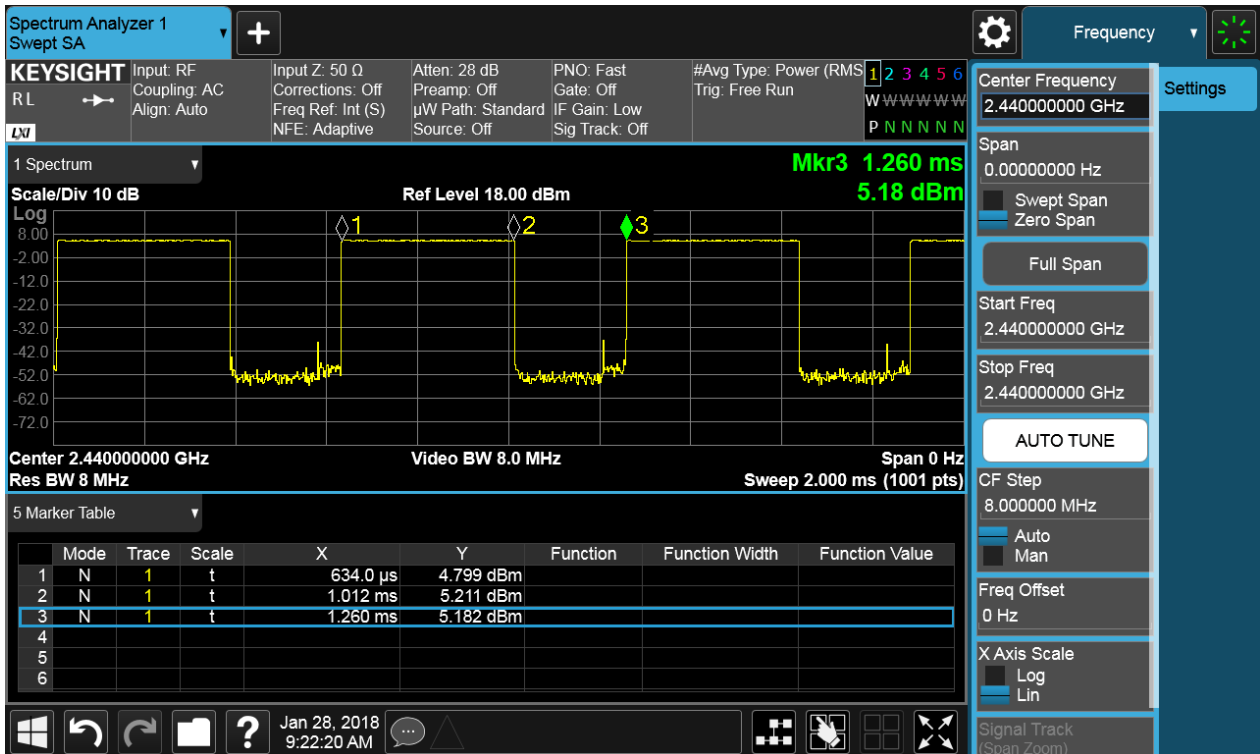 Spectrum Analyzer 1
Swept SA
Frequency
KEYSIGHT
R L
LXI
Input: RF
Coupling: AC
Align: Auto
Input Z: 50 Ω
Corrections: Off
Freq Ref: Int (S)
NFE: Adaptive
Atten: 28 dB
Preamp: Off
µW Path: Standard
Source: Off
PNO: Fast
Gate: Off
IF Gain: Low
Sig Track: Off
#Avg Type: Power (RMS
Trig: Free Run
1 2 3 4 5 6
W W W W W W
P N N N N N
1 Spectrum
Mkr3 1.260 ms
5.18 dBm
Scale/Div 10 dB
Ref Level 18.00 dBm
Log
8.00
-2.00
-12.0
-22.0
-32.0
-42.0
-52.0
-62.0
-72.0
1
2
3
Center 2.440000000 GHz
Video BW 8.0 MHz
Span 0 Hz
Res BW 8 MHz
Sweep 2.000 ms (1001 pts)
5 Marker Table
Mode Trace Scale X Y Function Function Width Function Value
1 N 1 t 634.0 µs 4.799 dBm
2 N 1 t 1.012 ms 5.211 dBm
3 N 1 t 1.260 ms 5.182 dBm
4
5
6
?
Jan 28, 2018
9:22:20 AM
Center Frequency
2.440000000 GHz
Span
0.00000000 Hz
Swept Span
Zero Span
Full Span
Start Freq
2.440000000 GHz
Stop Freq
2.440000000 GHz
AUTO TUNE
CF Step
8.000000 MHz
Auto
Man
Freq Offset
0 Hz
X Axis Scale
Log
Lin
Signal Track
(Span Zoom)
Settings